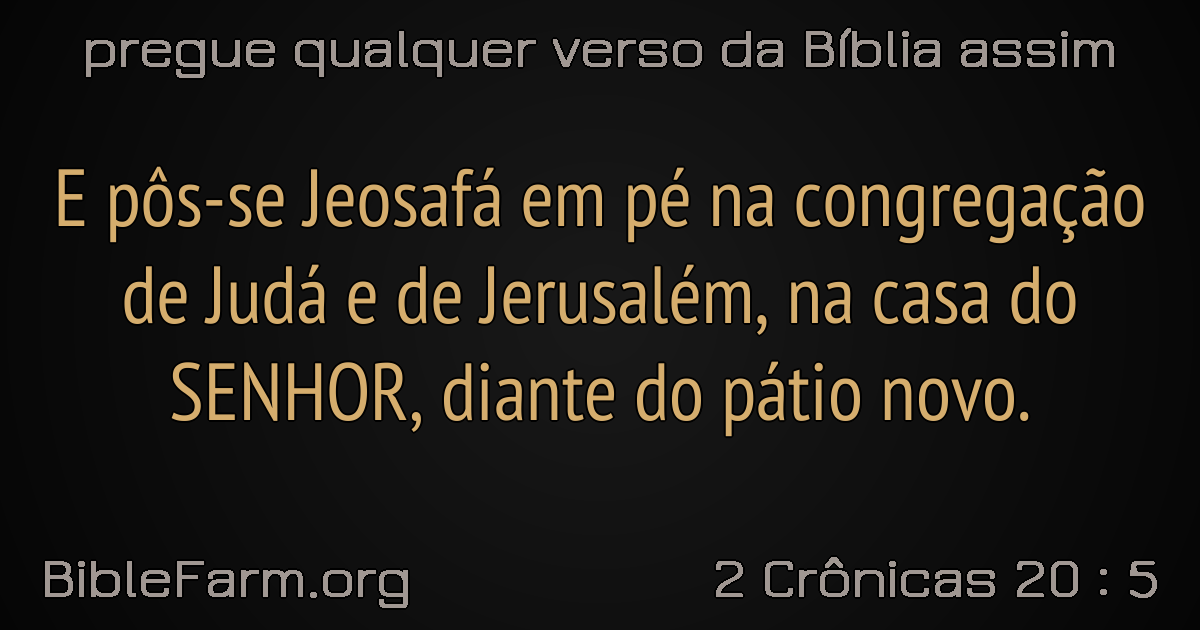 pregue qualquer verso da Bíblia assim
E pôs-se Jeosafá em pé na congregação
de Judá e de Jerusalém, na casa do
SENHOR, diante do pátio novo.
BibleFarm.org
2 Crônicas 20 : 5